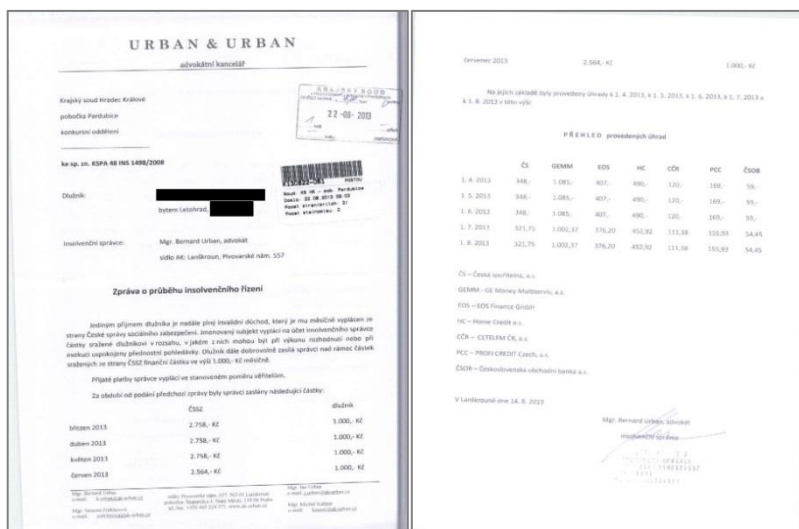 URBAN & URBAN
advokátní kancelář
Krajský soud Hradec Králové
pobočka Pardubice
konkursní oddělení
KRAJSKÝ SOUD
22 -08- 2013
ke sp. zn. KSPA 48 INS 1498/2008
Dlužník:
bytem Letohrad,
Insolvenční správce:
Mgr. Bernard Urban, advokát
sídlo AK: Lanškroun, Pivovarské nám. 557
Zpráva o průběhu insolvenčního řízení
Jediným příjmem dlužníka je nadále plný invalidní důchod, který je mu měsíčně vyplácen ze
strany České správy sociálního zabezpečení. Jmenovaný subjekt vyplácí na účet insolvenčního správce
částky sražené dlužníkovi v rozsahu, v jakém z nich mohou být při výkonu rozhodnutí nebo při
exekuci uspokojeny přednostní pohledávky. Dlužník dále dobrovolně zasílá správci nad rámec částek
sražených ze strany ČSSZ finanční částku ve výši 1.000,- Kč měsíčně.
Přijaté platby správce vyplácí ve stanoveném poměru věřitelům.
Za období od podání předchozí zprávy byly správci zaslány následující částky:
ČSSZ dlužník
březen 2013 2.758,- Kč 1.000,- Kč
duben 2013 2.758,- Kč 1.000,- Kč
květen 2013 2.758,- Kč 1.000,- Kč
červen 2013 2.564,- Kč 1.000,- Kč
Mgr. Bernard Urban
Mgr. Jan Urban
červenec 2013 2.564,- Kč 1.000,- Kč
Na jejich základě byly provedeny úhrady k 1. 4. 2013, k 1. 5. 2013, k 1. 6. 2013, k 1. 7. 2013 a
k 1. 8. 2013 v této výši:
PŘEHLED provedených úhrad
ČS GEMM EOS HC CČR PCC ČSOB
1. 4. 2013 348,- 1.085,- 407,- 490,- 120,- 169,- 59,-
1. 5. 2013 348,- 1.085,- 407,- 490,- 120,- 169,- 59,-
1. 6. 2013 348,- 1.085,- 407,- 490,- 120,- 169,- 59,-
1. 7. 2013 321,75 1.002,37 376,20 452,92 111,38 155,93 54,45
1. 8. 2013 321,75 1.002,37 376,20 452,92 111,38 155,93 54,45
ČS – Česká spořitelna, a.s.
GEMM - GE Money Multiservis, a.s.
EOS – EOS Finance GmbH
HC – Home Credit a.s.
CČR – CETELEM ČR, a.s.
PCC – PROFI CREDIT Czech, a.s.
ČSOB – Československá obchodní banka a.s.
V Lanškrouně dne 14. 8. 2013
Mgr. Bernard Urban, advokát
insolvenční správce